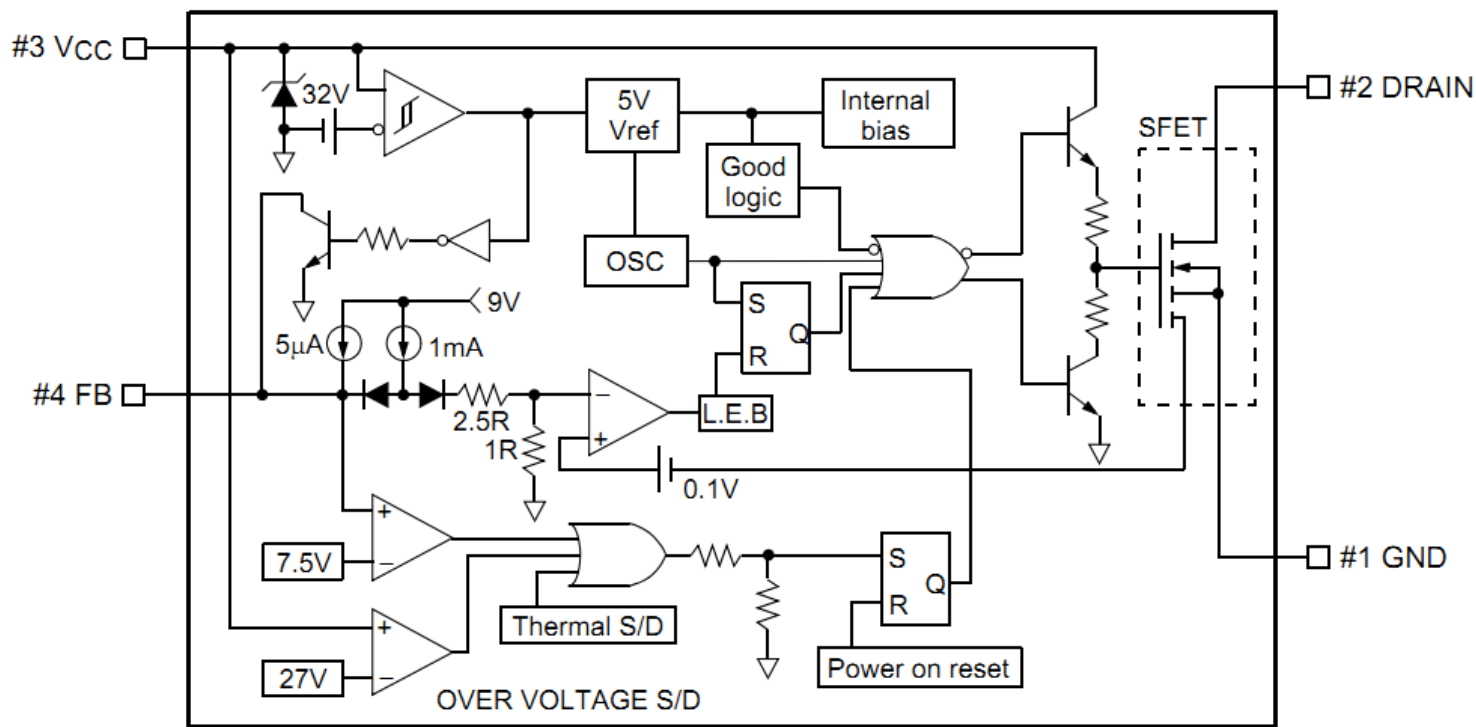 #3 VCC
32V
5V
Vref
Internal
bias
#2 DRAIN
SFET
Good
logic
OSC
9V
5μA
1mA
S
Q
R
#4 FB
2.5R
1R
−
+
L.E.B
0.1V
+
−
7.5V
S
Q
R
#1 GND
Thermal S/D
+
−
27V
Power on reset
OVER VOLTAGE S/D